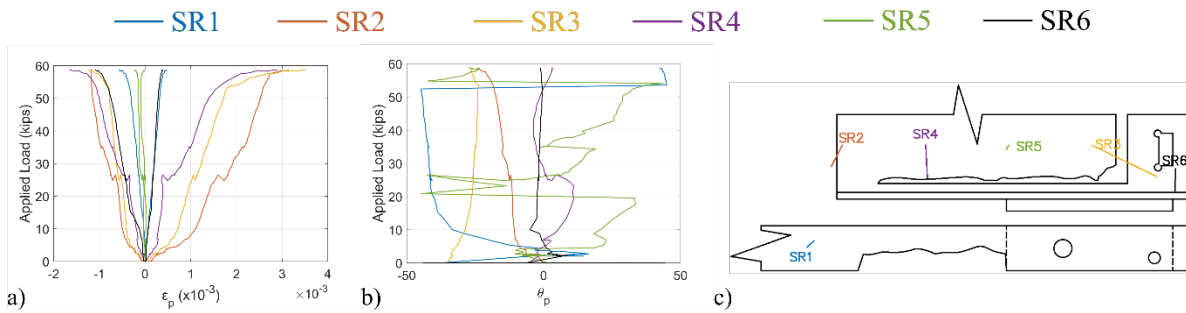 SR1 SR2 SR3 SR4 SR5 SR6
60
50
40
30
20
10
0
Applied Load (kips)
-2 -1 0 1 2 3 4
ε_p (x10^-3)
×10^-3
a)
60
50
40
30
20
10
0
Applied Load (kips)
-50 0 50
θ_p
b)
SR2
SR4
SR5
SR3
SR6
SR1
c)